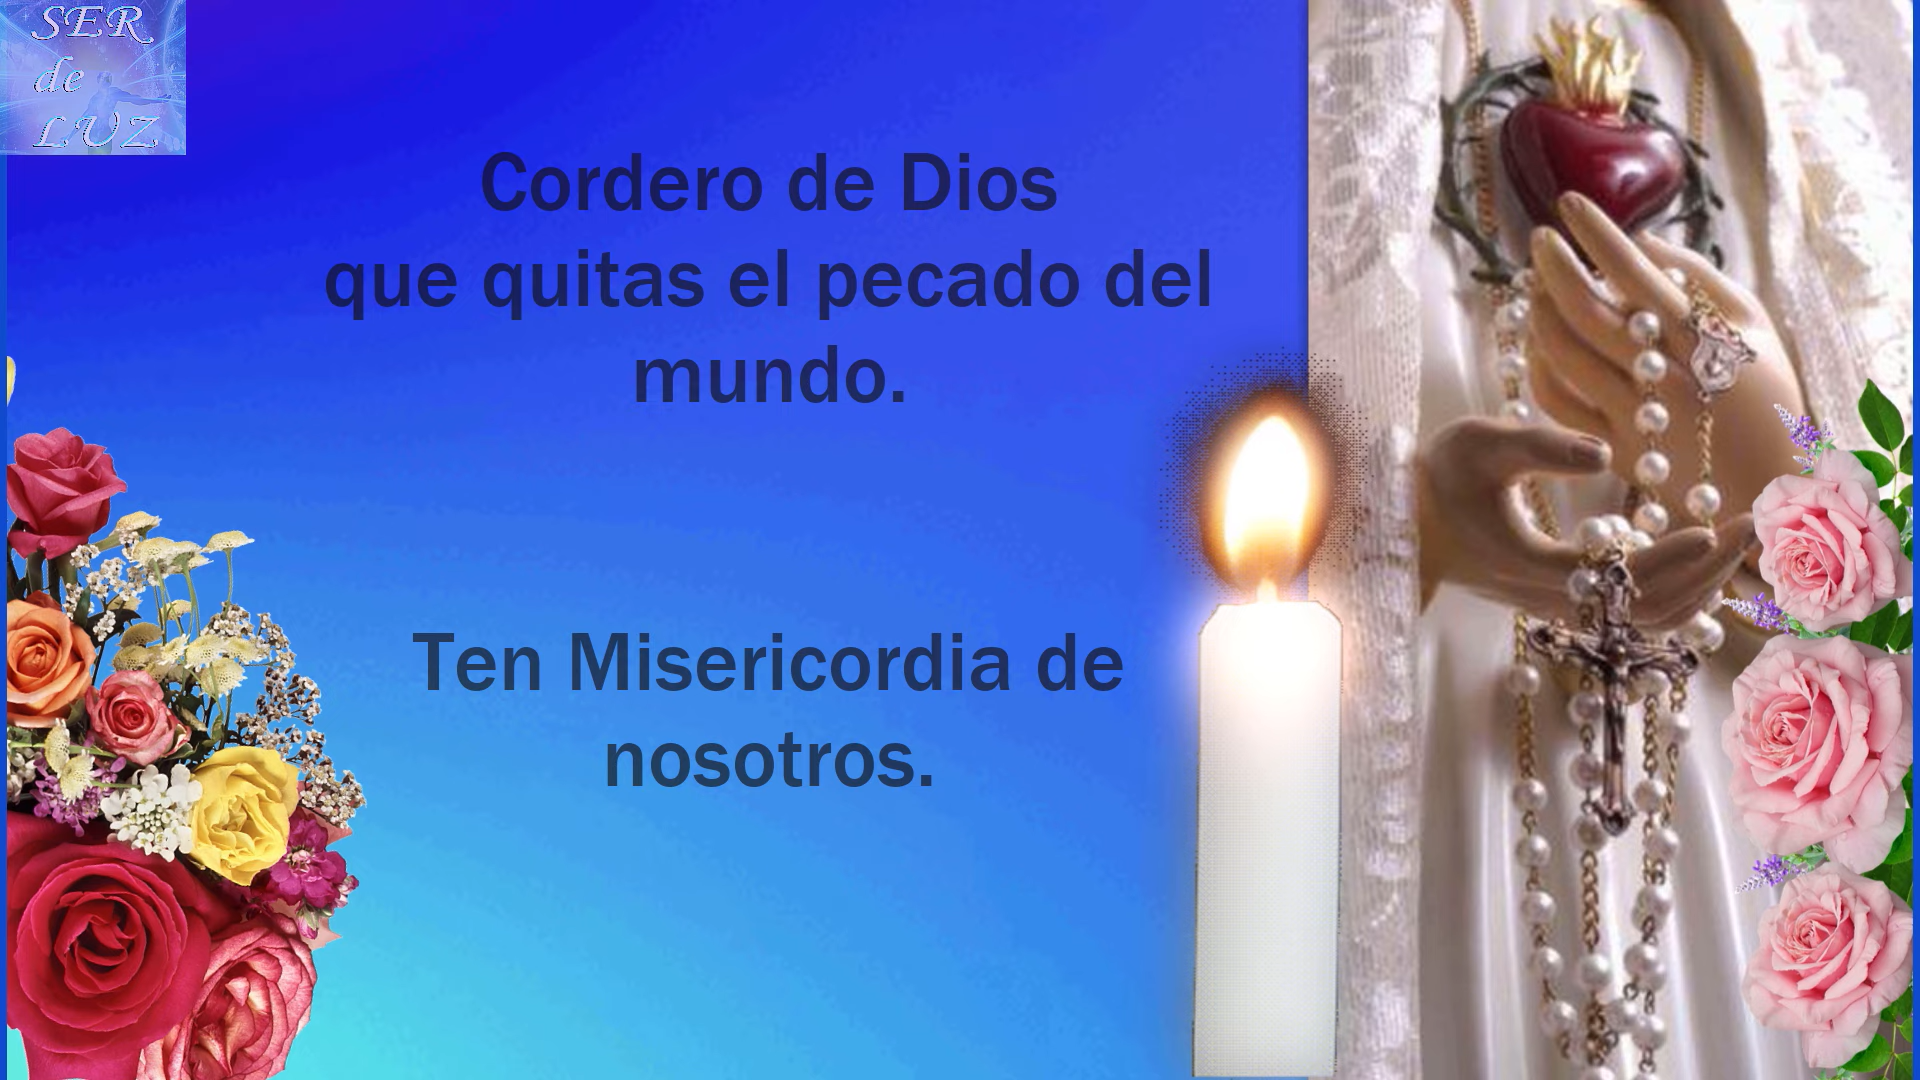 SER
de
LUZ
Cordero de Dios
que quitas el pecado del
mundo.
Ten Misericordia de
nosotros.